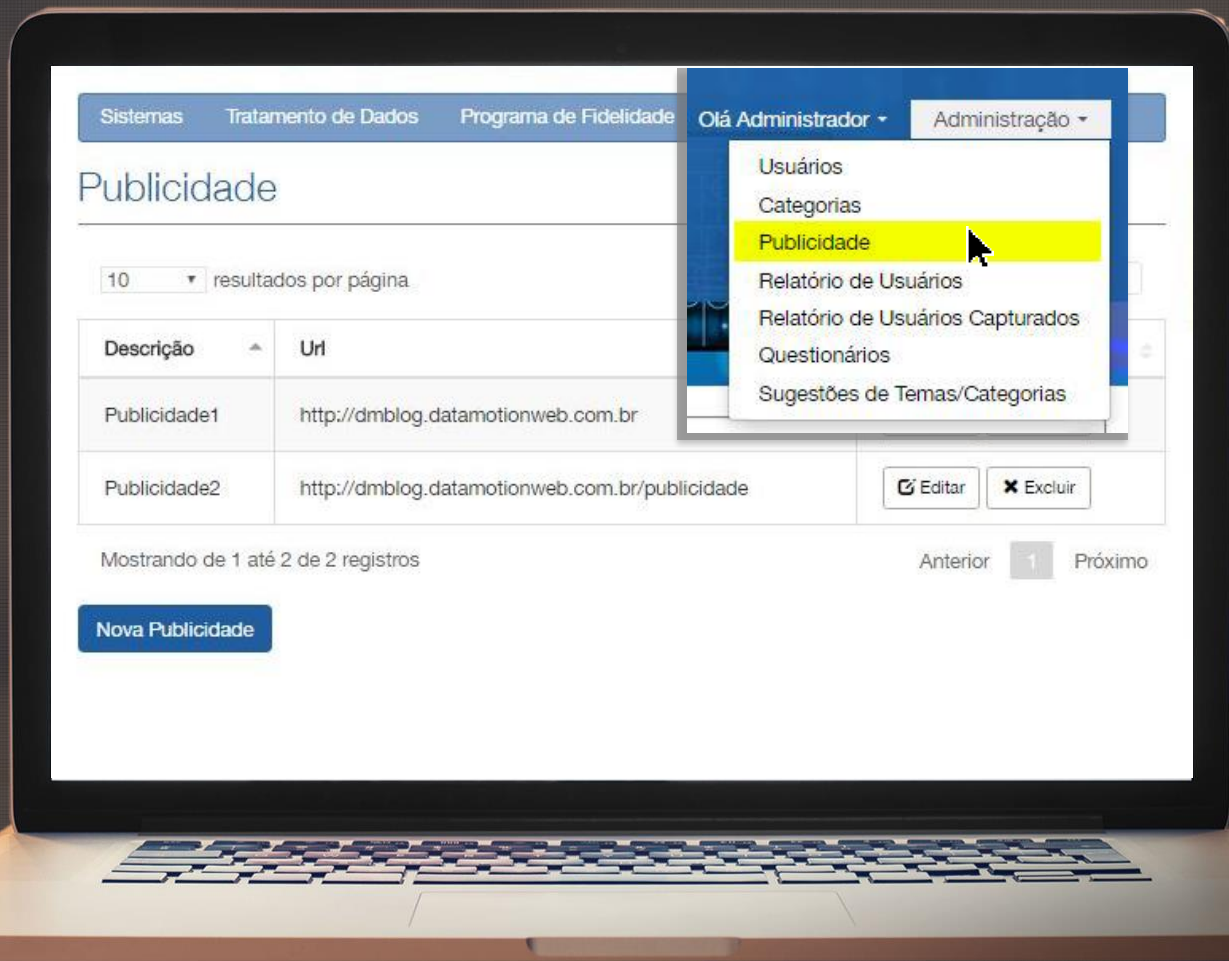 Sistemas Tratamento de Dados Programa de Fidelidade
Olá Administrador Administração
Usuários
Categorias
Publicidade
Relatório de Usuários
Relatório de Usuários Capturados
Questionários
Sugestões de Temas/Categorias
Publicidade
10 resultados por página
Descrição Url
Publicidade1 http://dmblog.datamotionweb.com.br
Publicidade2 http://dmblog.datamotionweb.com.br/publicidade Editar Excluir
Mostrando de 1 até 2 de 2 registros Anterior 1 Próximo
Nova Publicidade